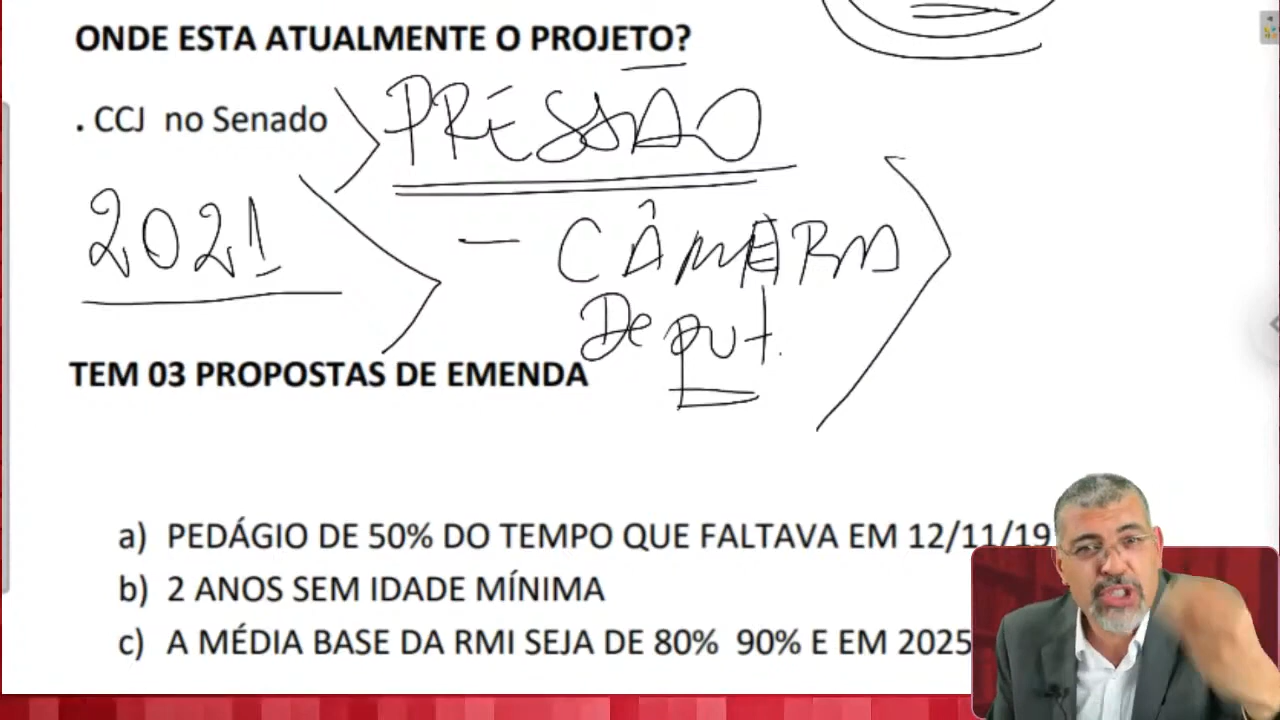 ONDE ESTA ATUALMENTE O PROJETO?
. CCJ no Senado
PRESSÃO
2021
- CÂMERA
Deput.
TEM 03 PROPOSTAS DE EMENDA
a) PEDÁGIO DE 50% DO TEMPO QUE FALTAVA EM 12/11/19
b) 2 ANOS SEM IDADE MÍNIMA
c) A MÉDIA BASE DA RMI SEJA DE 80% 90% E EM 2025